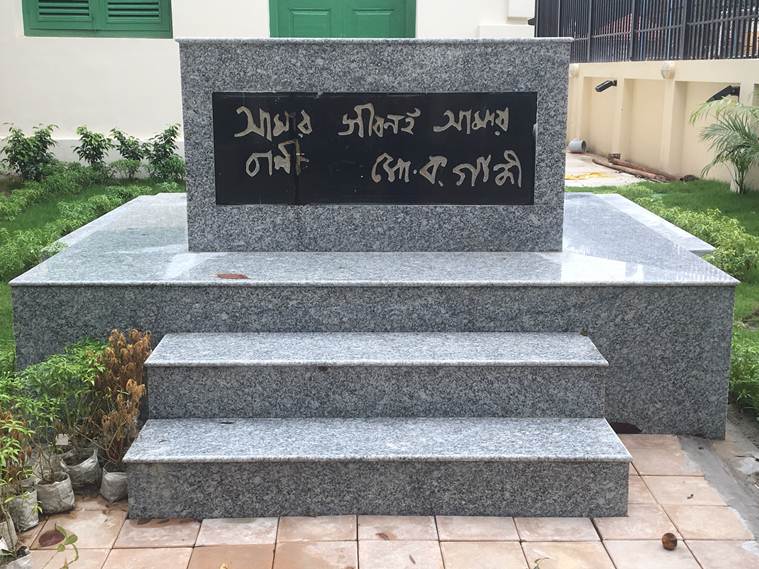 আমার জীবনই আমার
বাণী মো. ক. গান্ধী